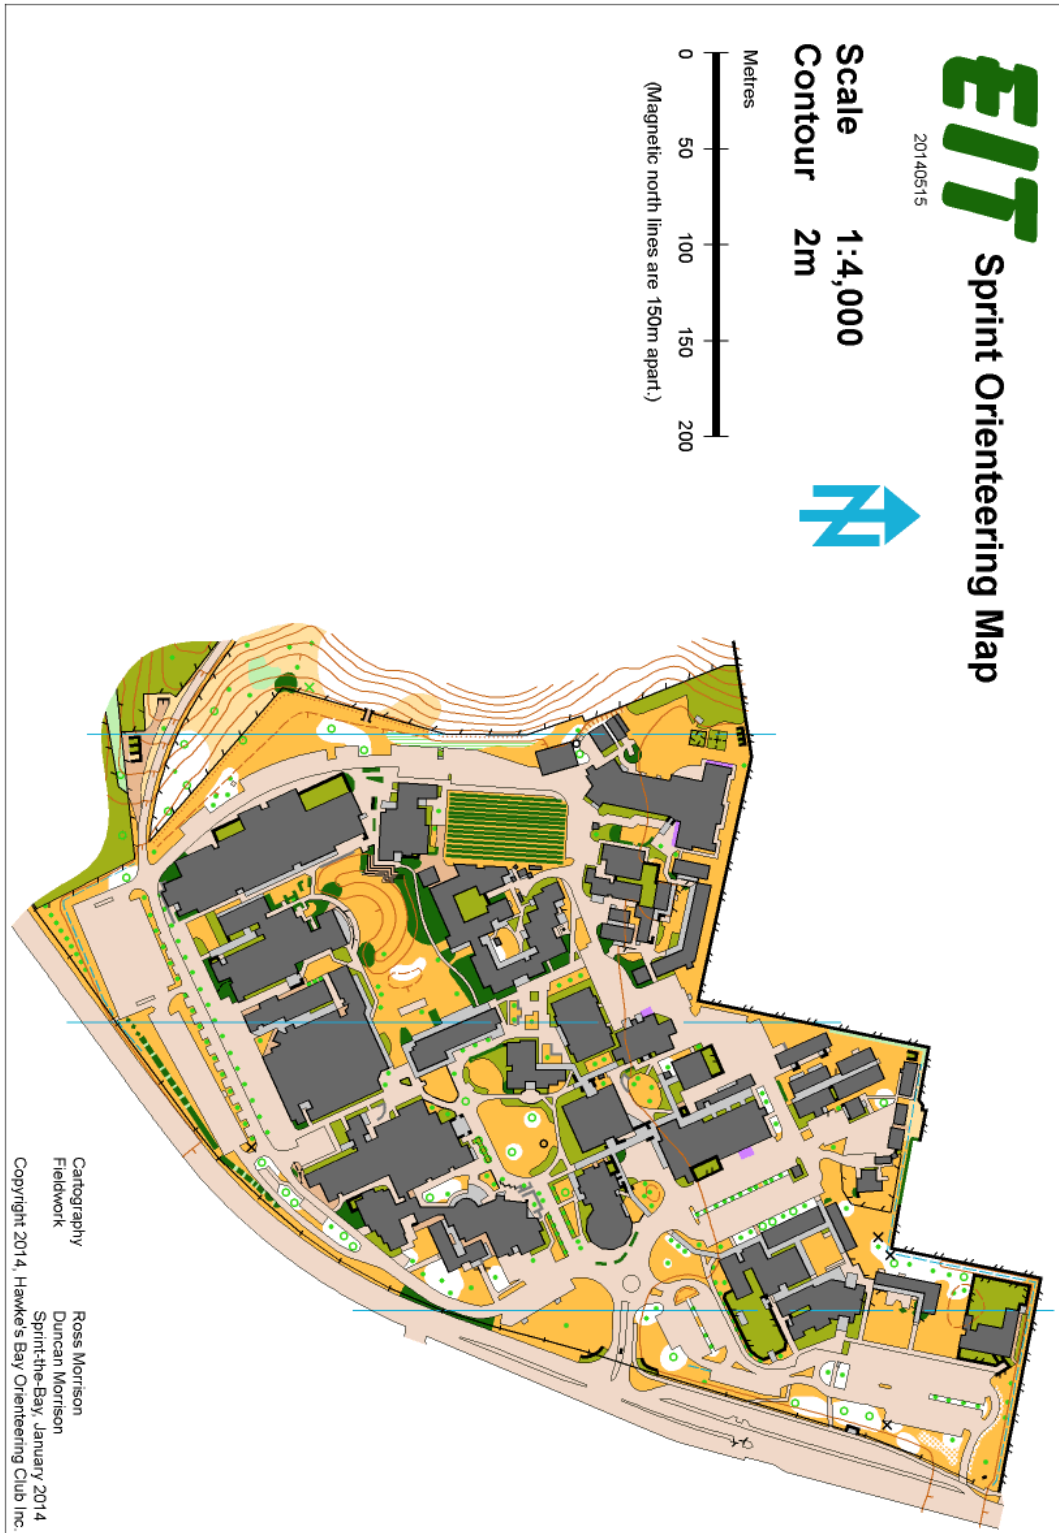 EIT Sprint Orienteering Map
20140515
Scale 1:4,000
Contour 2m
Metres
0 50 100 150 200
(Magnetic north lines are 150m apart.)
N
Cartography Ross Morrison
Fieldwork Duncan Morrison
Sprint-the-Bay, January 2014
Copyright 2014, Hawke's Bay Orienteering Club Inc.